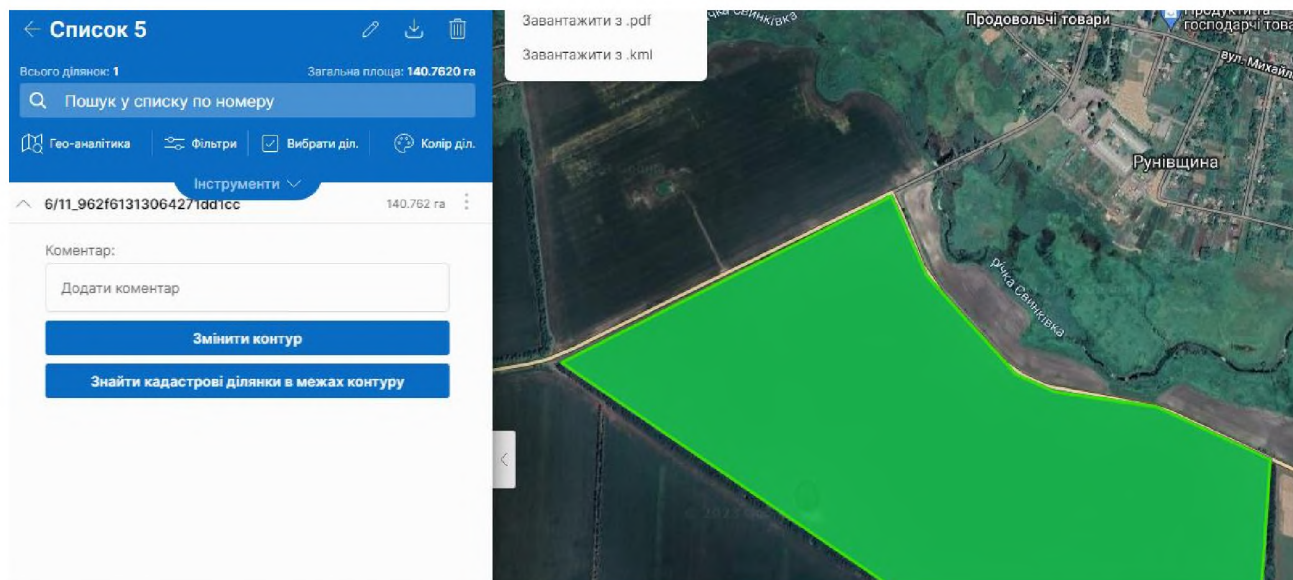 Список 5
Всього ділянок: 1
Загальна площа: 140.7620 га
Пошук у списку по номеру
Гео-аналітика
Фільтри
Вибрати діл.
Колір діл.
Інструменти
6/11_962f61313064271dd1cc
140.762 га
Коментар:
Додати коментар
Змінити контур
Знайти кадастрові ділянки в межах контуру
Завантажити з .pdf
Завантажити з .kml
Свинківка
Продовольчі товари
Продукти та
господарчі това
вул. Михайл
Рунівщина
річка Свинківка